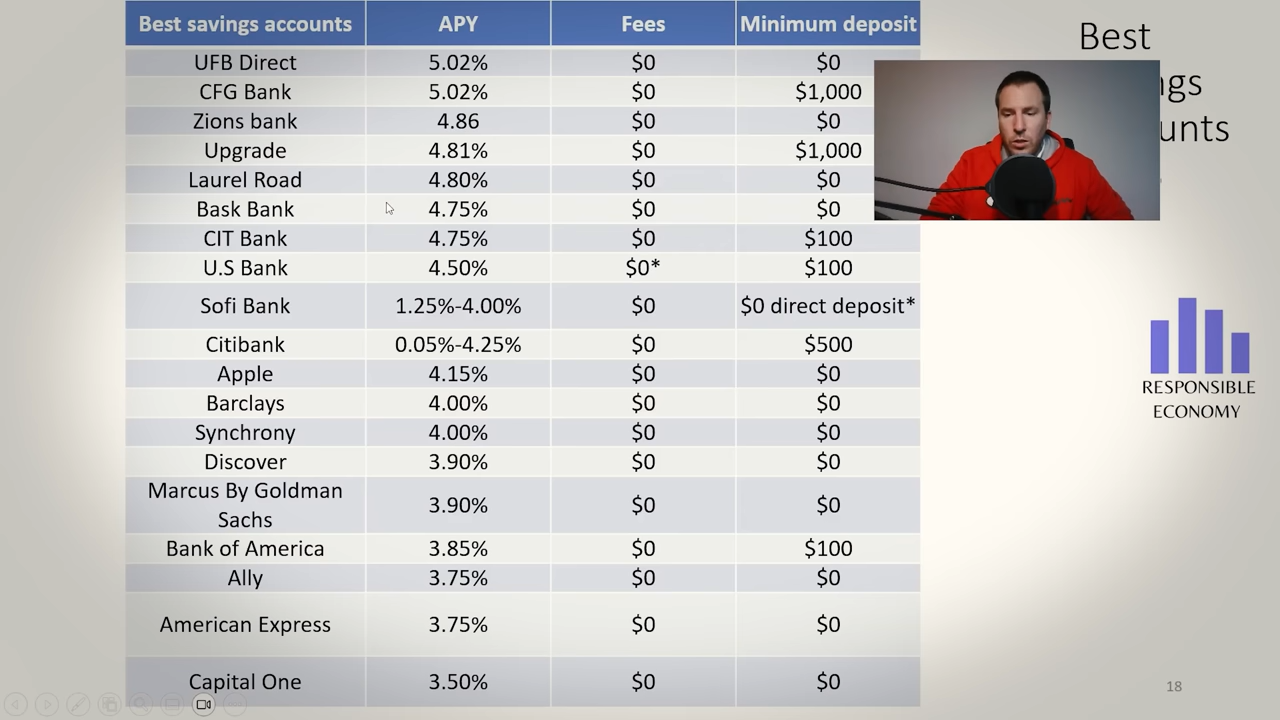 Best savings accounts APY Fees Minimum deposit
UFB Direct 5.02% $0 $0
CFG Bank 5.02% $0 $1,000
Zions bank 4.86 $0 $0
Upgrade 4.81% $0 $1,000
Laurel Road 4.80% $0 $0
Bask Bank 4.75% $0 $0
CIT Bank 4.75% $0 $100
U.S Bank 4.50% $0* $100
Sofi Bank 1.25%-4.00% $0 $0 direct deposit*
Citibank 0.05%-4.25% $0 $500
Apple 4.15% $0 $0
Barclays 4.00% $0 $0
Synchrony 4.00% $0 $0
Discover 3.90% $0 $0
Marcus By Goldman
Sachs 3.90% $0 $0
Bank of America 3.85% $0 $100
Ally 3.75% $0 $0
American Express 3.75% $0 $0
Capital One 3.50% $0 $0
Best
ngs
unts
RESPONSIBLE
ECONOMY
18